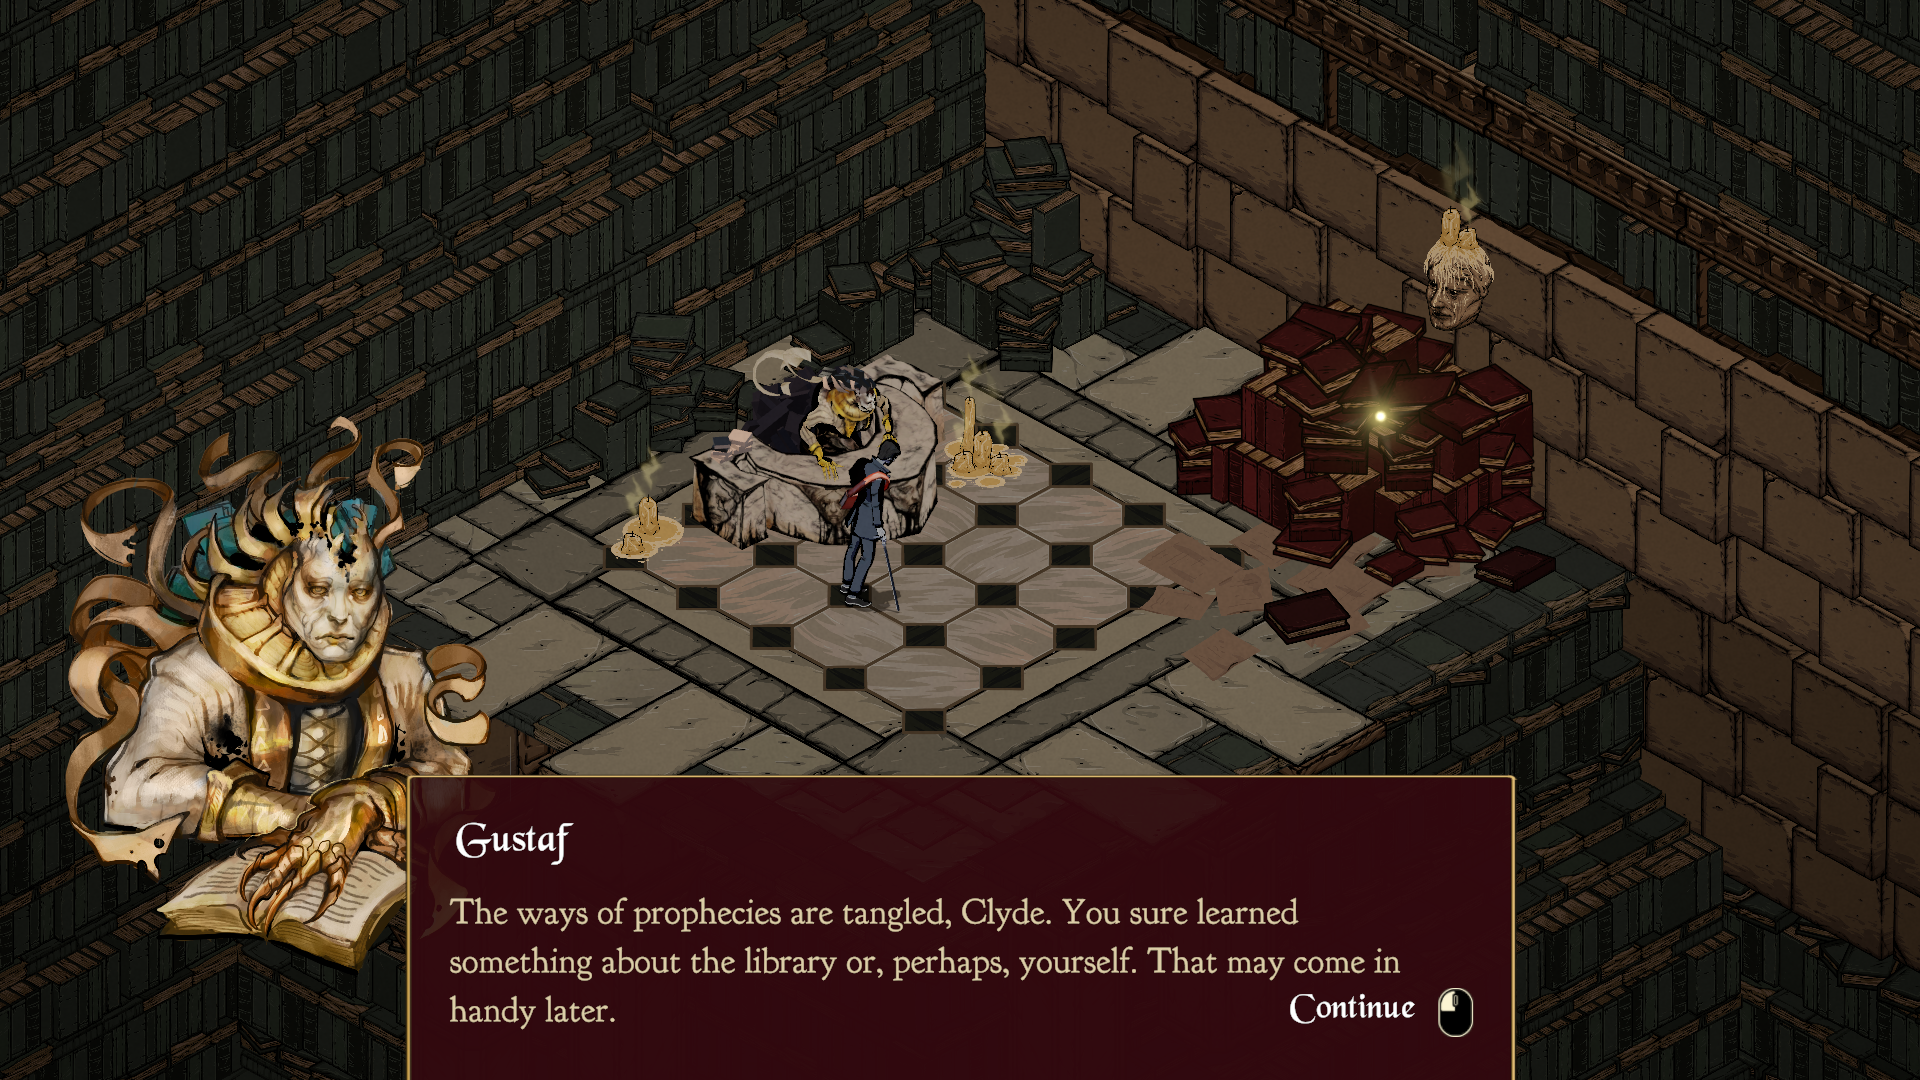 Gustaf
The ways of prophecies are tangled, Clyde. You sure learned
something about the library or, perhaps, yourself. That may come in
handy later.
Continue